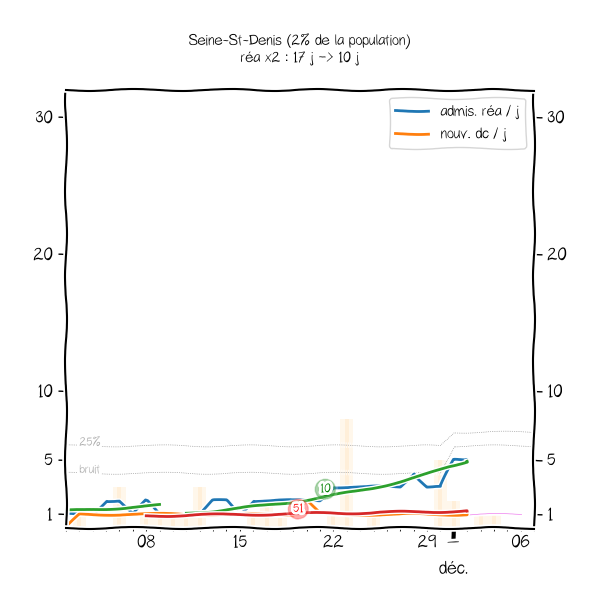 Seine-St-Denis (2% de la population)
réa x2 : 17 j -> 10 j
30 30
admis. réa / j
nouv. dc / j
20 20
10 10
25%
5 5
bruit
10
51
1 1
08 15 22 29 06
déc.